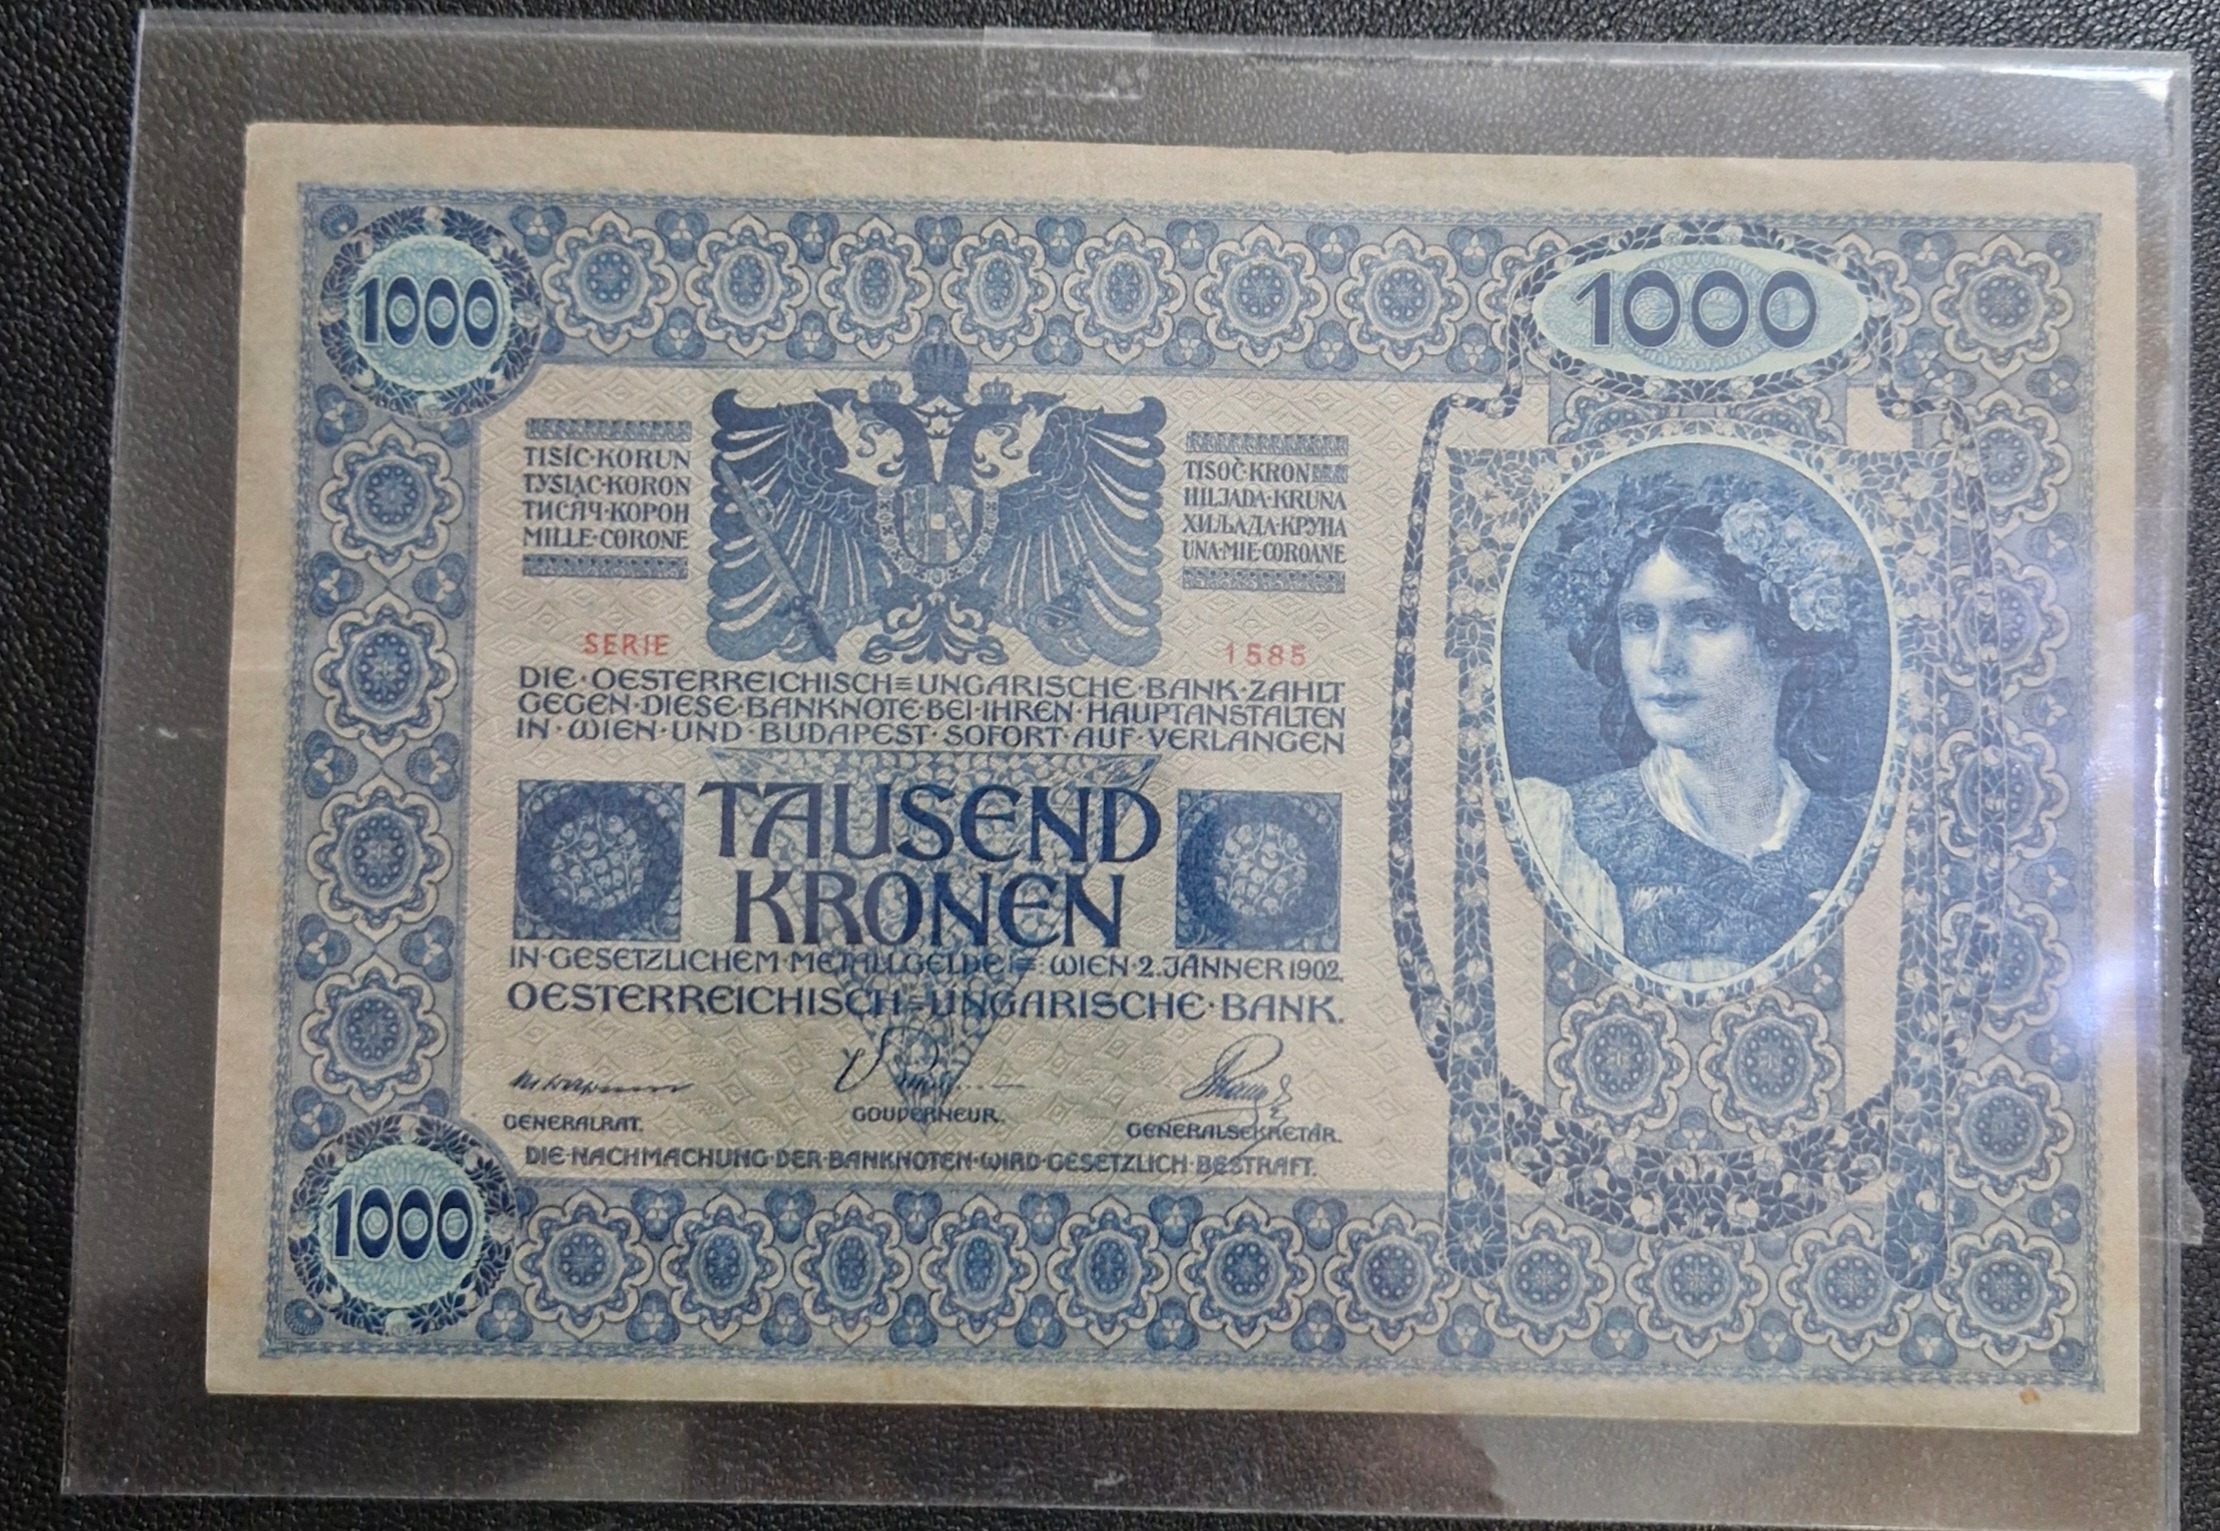 1000
1000
TISÍC·KORUN
TYSIĄC·KORON
ТИСЯЧ·КОРОН
MILLE·CORONE
TISOČ·KRON
HILJADA·KRUNA
ХИЉАДА·КРУНА
UNA·MIE·COROANE
SERIE 1585
DIE·OESTERREICHISCH=UNGARISCHE·BANK·ZAHLT
GEGEN·DIESE·BANKNOTE·BEI·IHREN·HAUPTANSTALTEN
IN·WIEN·UND·BUDAPEST·SOFORT·AUF·VERLANGEN
TAUSEND
KRONEN
IN·GESETZLICHEM·METALLGELDE=:WIEN·2.JÄNNER 1902.
OESTERREICHISCH=UNGARISCHE·BANK.
GENERALRAT.
GOUVERNEUR.
GENERALSEKRETÄR.
DIE·NACHMACHUNG·DER·BANKNOTEN·WIRD·GESETZLICH·BESTRAFT.
1000